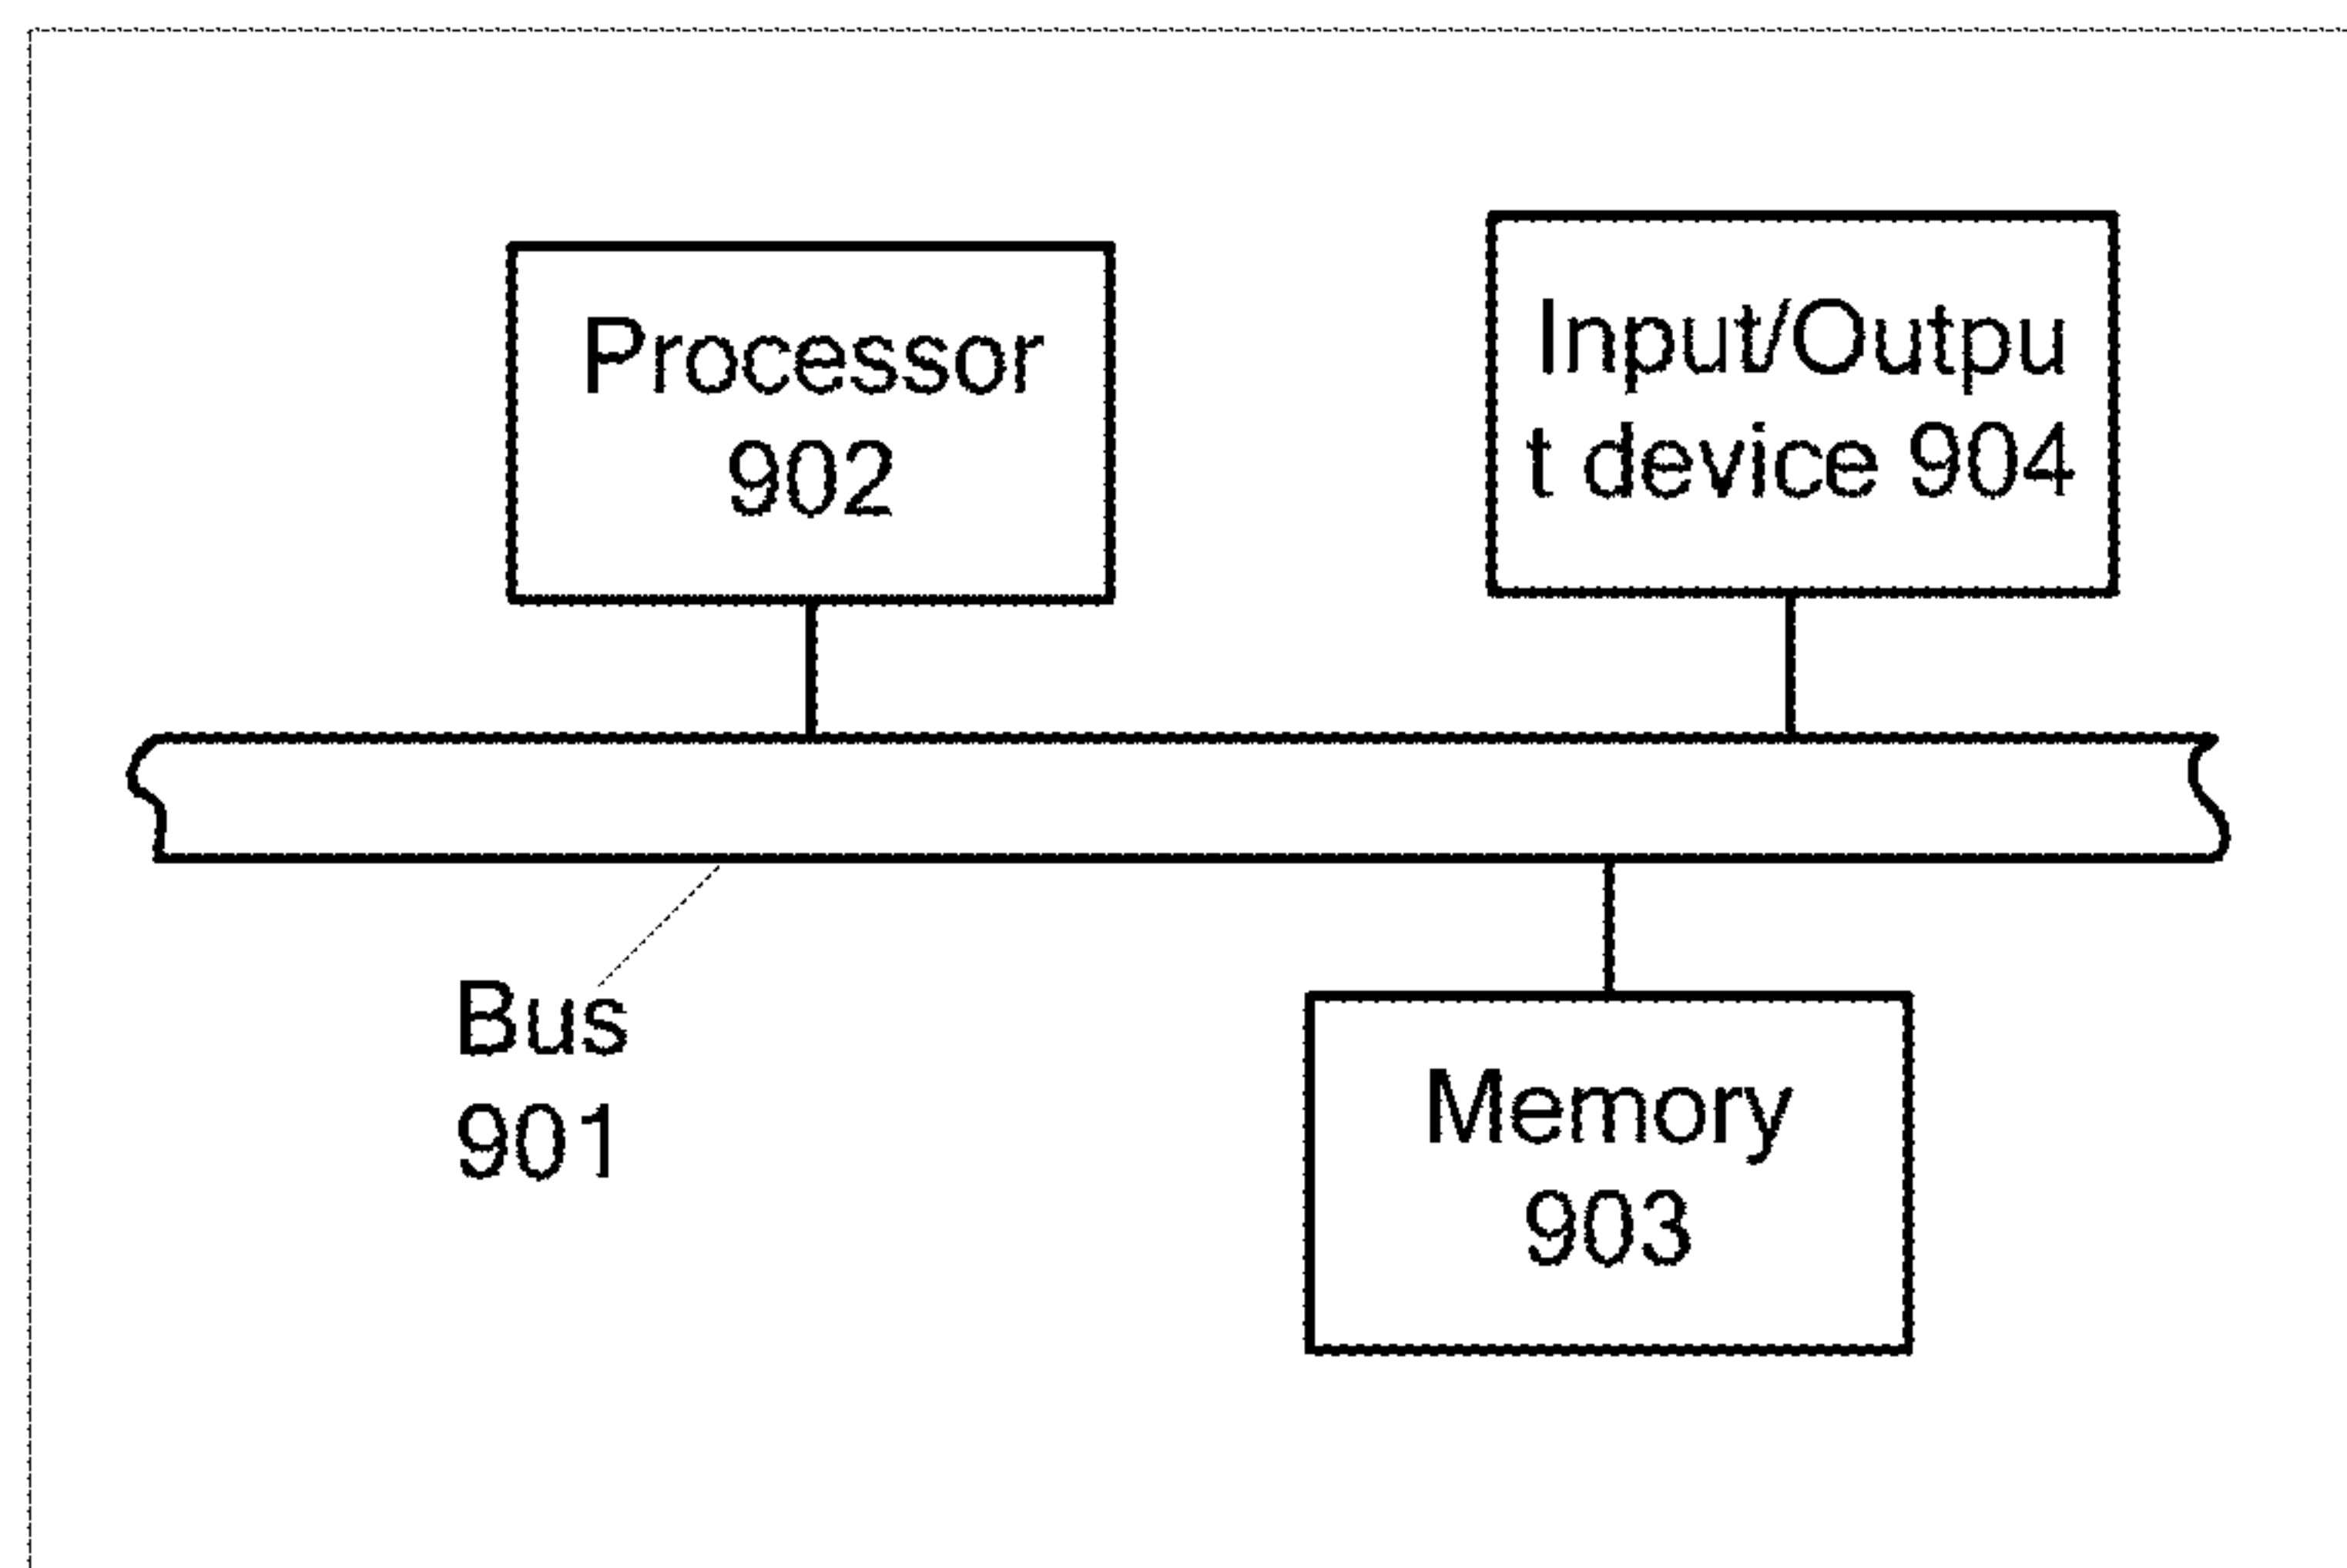 Processor
902
Input/Outpu
t device 904
Bus
901
Memory
903